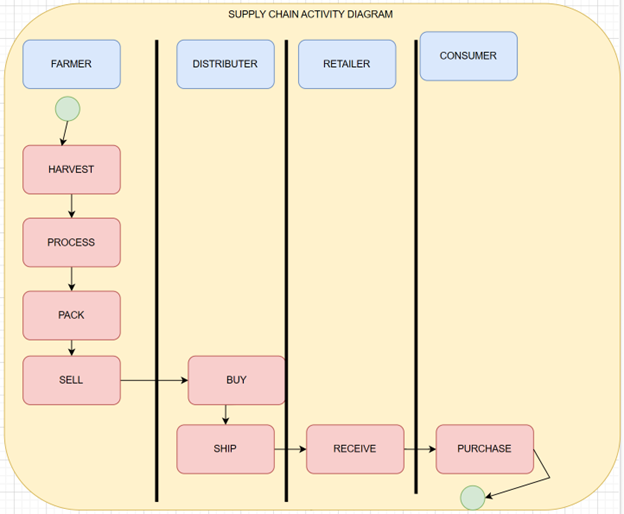 SUPPLY CHAIN ACTIVITY DIAGRAM
FARMER
DISTRIBUTER
RETAILER
CONSUMER
HARVEST
PROCESS
PACK
SELL
BUY
SHIP
RECEIVE
PURCHASE